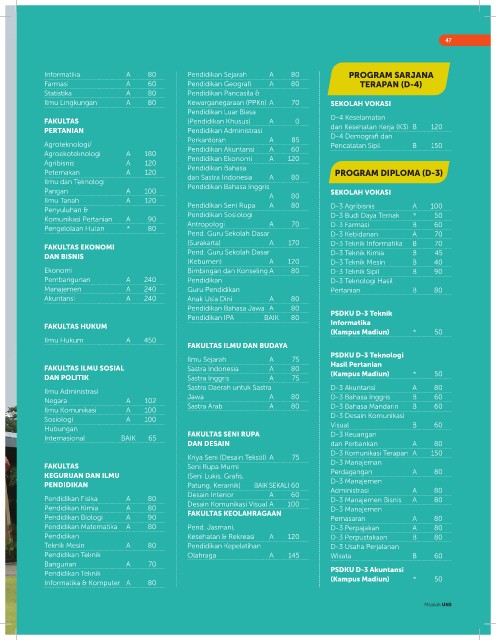 47
Informatika A 80
Farmasi A 60
Statistika A 80
Ilmu Lingkungan A 80
FAKULTAS
PERTANIAN
Agroteknologi/
Agroekoteknologi A 180
Agribisnis A 120
Peternakan A 120
Ilmu dan Teknologi
Pangan A 100
Ilmu Tanah A 120
Penyuluhan &
Komunikasi Pertanian A 90
Pengelolaan Hutan * 80
FAKULTAS EKONOMI
DAN BISNIS
Ekonomi
Pembangunan A 240
Manajemen A 240
Akuntansi A 240
FAKULTAS HUKUM
Ilmu Hukum A 450
FAKULTAS ILMU SOSIAL
DAN POLITIK
Ilmu Administrasi
Negara A 102
Ilmu Komunikasi A 100
Sosiologi A 100
Hubungan
Internasional BAIK 65
FAKULTAS
KEGURUAN DAN ILMU
PENDIDIKAN
Pendidikan Fisika A 80
Pendidikan Kimia A 80
Pendidikan Biologi A 90
Pendidikan Matematika A 80
Pendidikan
Teknik Mesin A 80
Pendidikan Teknik
Bangunan A 70
Pendidikan Teknik
Informatika & Komputer A 80
Pendidikan Sejarah A 80
Pendidikan Geografi A 80
Pendidikan Pancasila &
Kewarganegaraan (PPKn) A 70
Pendidikan Luar Biasa
(Pendidikan Khusus) A 0
Pendidikan Administrasi
Perkantoran A 85
Pendidikan Akuntansi A 60
Pendidikan Ekonomi A 120
Pendidikan Bahasa
dan Sastra Indonesia A 80
Pendidikan Bahasa Inggris
A 80
Pendidikan Seni Rupa A 80
Pendidikan Sosiologi
Antropologi A 70
Pend. Guru Sekolah Dasar
(Surakarta) A 170
Pend. Guru Sekolah Dasar
(Kebumen) A 120
Bimbingan dan Konseling A 80
Pendidikan
Guru Pendidikan
Anak Usia Dini A 80
Pendidikan Bahasa Jawa A 80
Pendidikan IPA BAIK 80
FAKULTAS ILMU DAN BUDAYA
Ilmu Sejarah A 75
Sastra Indonesia A 80
Sastra Inggris A 75
Sastra Daerah untuk Sastra
Jawa A 80
Sastra Arab A 80
FAKULTAS SENI RUPA
DAN DESAIN
Kriya Seni (Desain Tekstil) A 75
Seni Rupa Murni
(Seni Lukis, Grafis,
Patung, Keramik) BAIK SEKALI 60
Desain Interior A 60
Desain Komunikasi Visual A 100
FAKULTAS KEOLAHRAGAAN
Pend. Jasmani,
Kesehatan & Rekreasi A 120
Pendidikan Kepelatihan
Olahraga A 145
PROGRAM SARJANA
TERAPAN (D-4)
SEKOLAH VOKASI
D-4 Keselamatan
dan Kesehatan Kerja (K3) B 120
D-4 Demografi dan
Pencatatan Sipil B 150
PROGRAM DIPLOMA (D-3)
SEKOLAH VOKASI
D-3 Agribisnis A 100
D-3 Budi Daya Ternak * 50
D-3 Farmasi B 60
D-3 Kebidanan A 70
D-3 Teknik Informatika B 70
D-3 Teknik Kimia B 45
D-3 Teknik Mesin B 40
D-3 Teknik Sipil B 90
D-3 Teknologi Hasil
Pertanian B 80
PSDKU D-3 Teknik
Informatika
(Kampus Madiun) * 50
PSDKU D-3 Teknologi
Hasil Pertanian
(Kampus Madiun) * 50
D-3 Akuntansi A 80
D-3 Bahasa Inggris B 60
D-3 Bahasa Mandarin B 60
D-3 Desain Komunikasi
Visual B 60
D-3 Keuangan
dan Perbankan A 80
D-3 Komunikasi Terapan A 150
D-3 Manajeman
Perdagangan A 80
D-3 Manajemen
Administrasi A 80
D-3 Manajemen Bisnis A 80
D-3 Manajemen
Pemasaran A 80
D-3 Perpajakan A 80
D-3 Perpustakaan B 80
D-3 Usaha Perjalanan
Wisata B 60
PSDKU D-3 Akuntansi
(Kampus Madiun) * 50
Majalah UNS